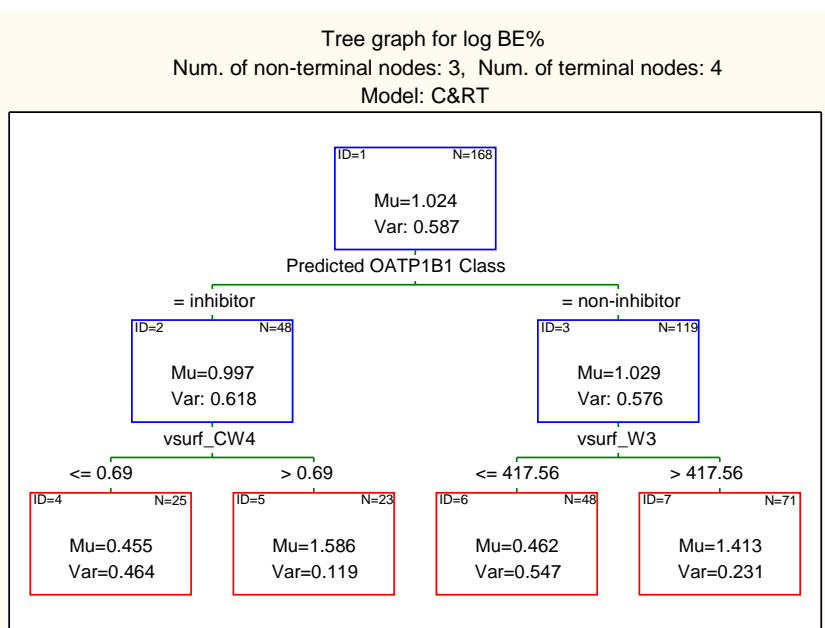 Tree graph for log BE%
Num. of non-terminal nodes: 3,  Num. of terminal nodes: 4
Model: C&RT
ID=1 N=168
Mu=1.024
Var: 0.587
Predicted OATP1B1 Class
= inhibitor = non-inhibitor
ID=2 N=48 ID=3 N=119
Mu=0.997 Mu=1.029
Var: 0.618 Var: 0.576
vsurf_CW4 vsurf_W3
<= 0.69 > 0.69 <= 417.56 > 417.56
ID=4 N=25 ID=5 N=23 ID=6 N=48 ID=7 N=71
Mu=0.455 Mu=1.586 Mu=0.462 Mu=1.413
Var=0.464 Var=0.119 Var=0.547 Var=0.231